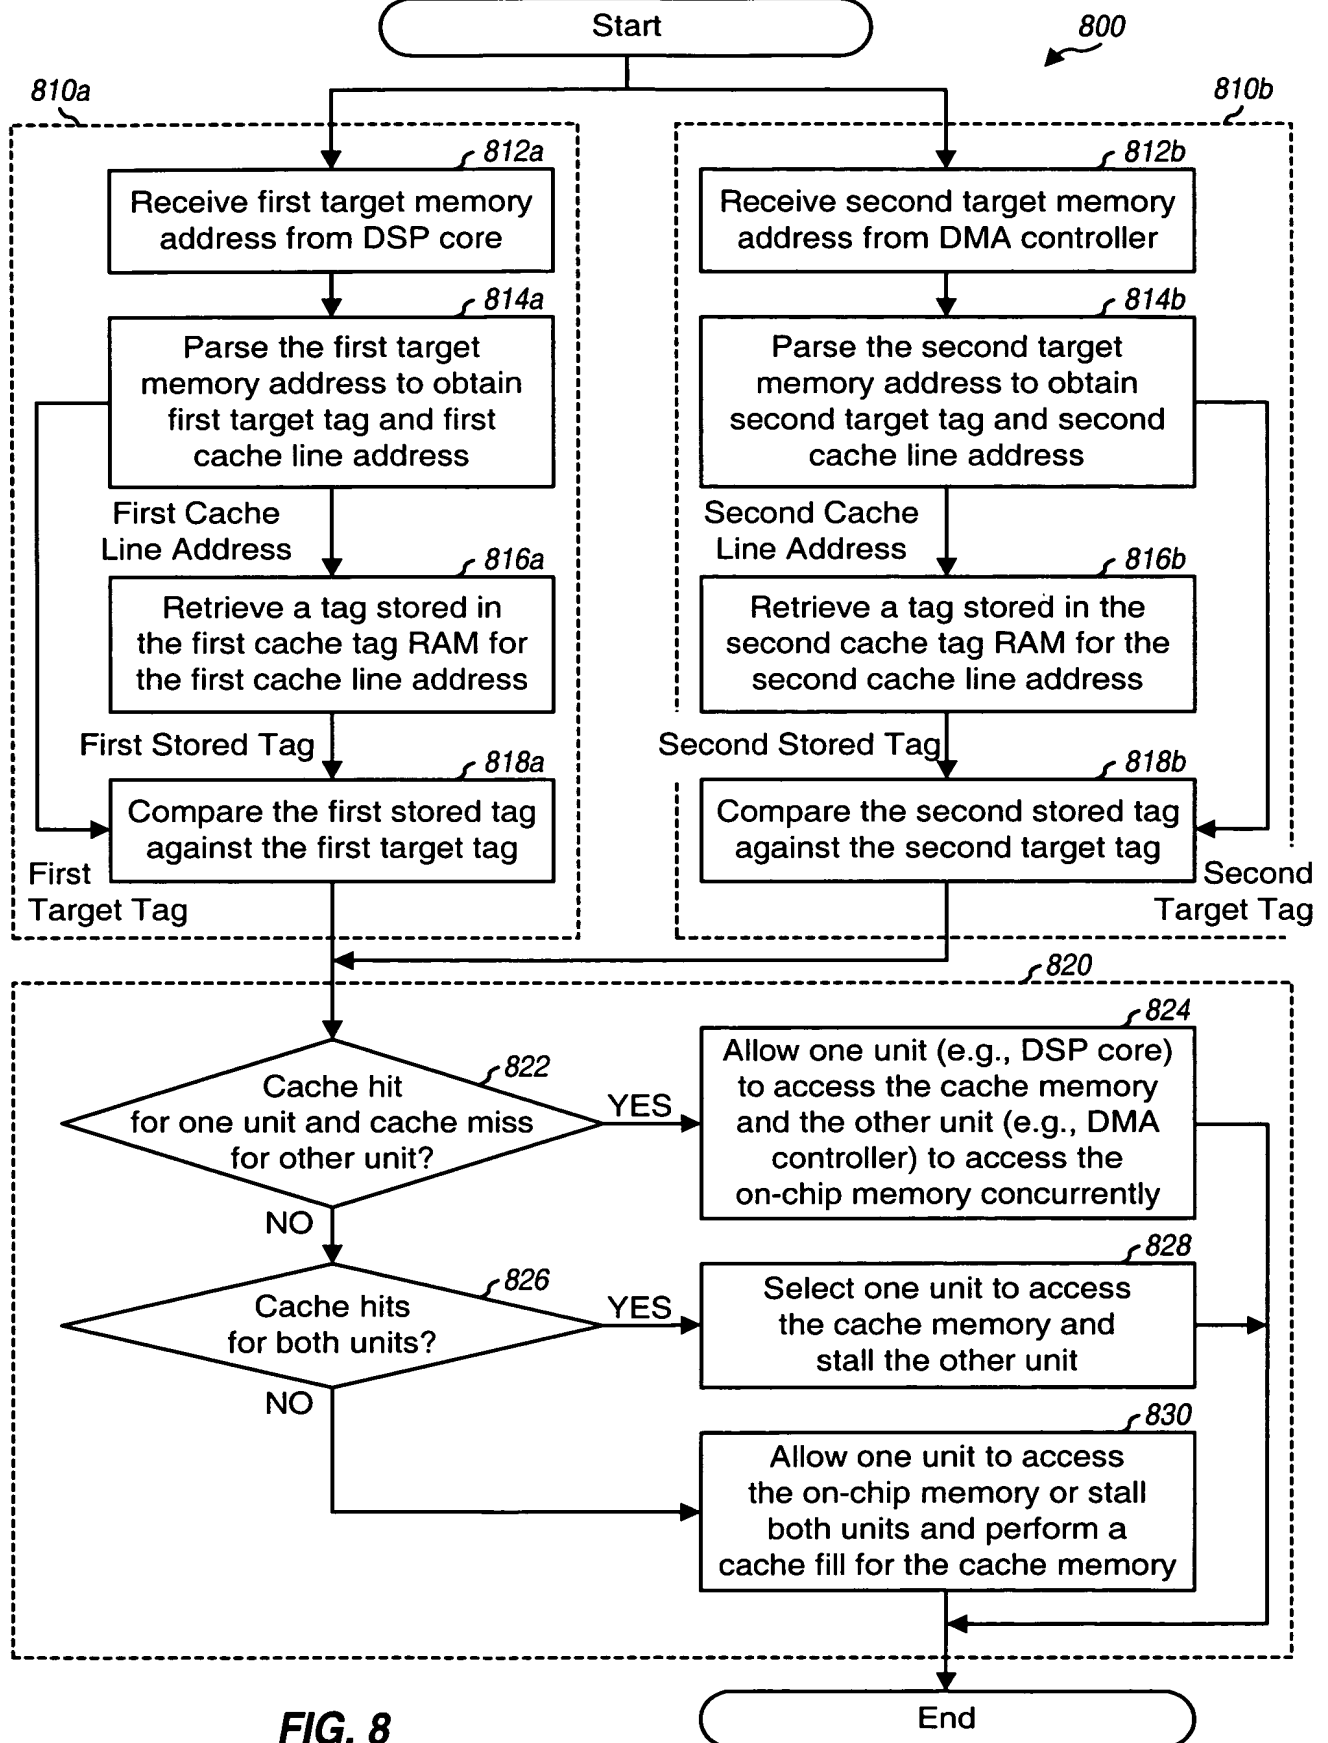 Start
800
810a
810b
812a
Receive first target memory
address from DSP core
812b
Receive second target memory
address from DMA controller
814a
Parse the first target
memory address to obtain
first target tag and first
cache line address
814b
Parse the second target
memory address to obtain
second target tag and second
cache line address
First Cache
Line Address
Second Cache
Line Address
816a
Retrieve a tag stored in
the first cache tag RAM for
the first cache line address
816b
Retrieve a tag stored in the
second cache tag RAM for the
second cache line address
First Stored Tag
Second Stored Tag
818a
Compare the first stored tag
against the first target tag
818b
Compare the second stored tag
against the second target tag
First
Target Tag
Second
Target Tag
820
822
Cache hit
for one unit and cache miss
for other unit?
YES
NO
824
Allow one unit (e.g., DSP core)
to access the cache memory
and the other unit (e.g., DMA
controller) to access the
on-chip memory concurrently
826
Cache hits
for both units?
YES
NO
828
Select one unit to access
the cache memory and
stall the other unit
830
Allow one unit to access
the on-chip memory or stall
both units and perform a
cache fill for the cache memory
End
FIG. 8